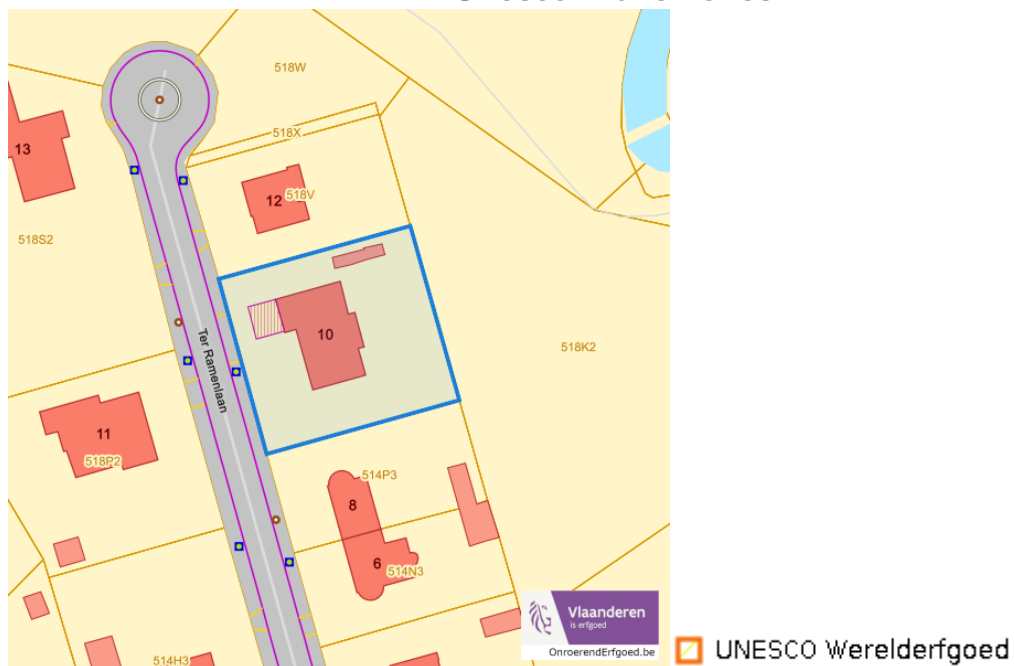 518W
518X
13
12
518V
518S2
10
Ter Ramenlaan
518K2
11
518P2
514P3
8
6
514N3
Vlaanderen
is erfgoed
OnroerendErfgoed.be
UNESCO Werelderfgoed
514H3